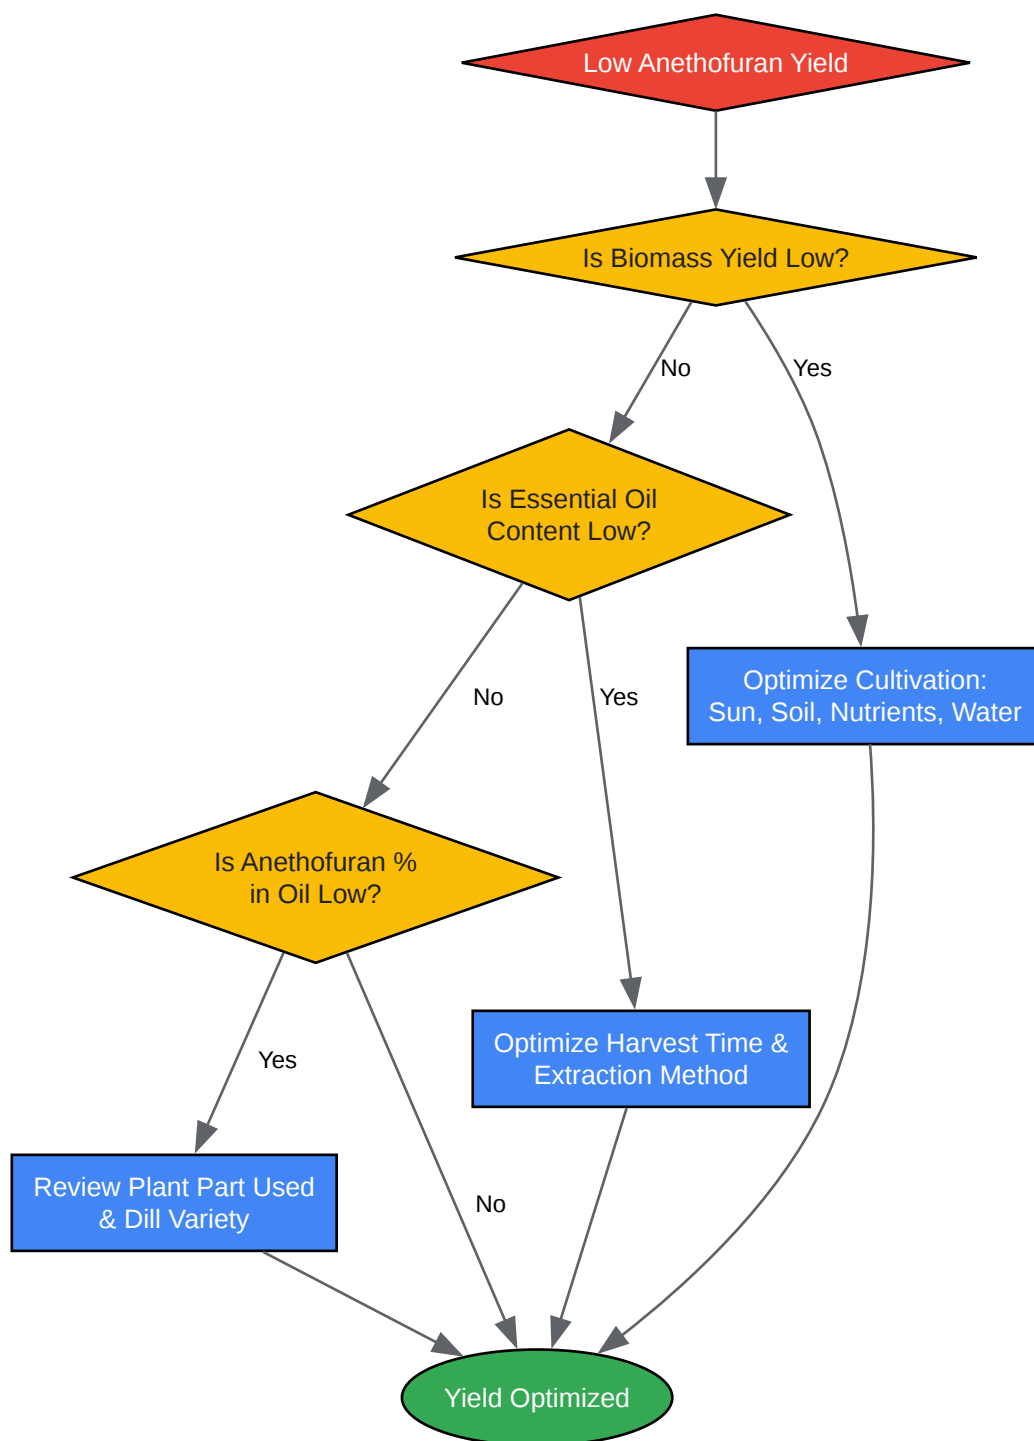 Low Anethofuran Yield
Is Biomass Yield Low?
No
Yes
Is Essential Oil
Content Low?
No
Yes
Optimize Cultivation:
Sun, Soil, Nutrients, Water
Is Anethofuran %
in Oil Low?
Yes
No
Optimize Harvest Time &
Extraction Method
Review Plant Part Used
& Dill Variety
Yield Optimized